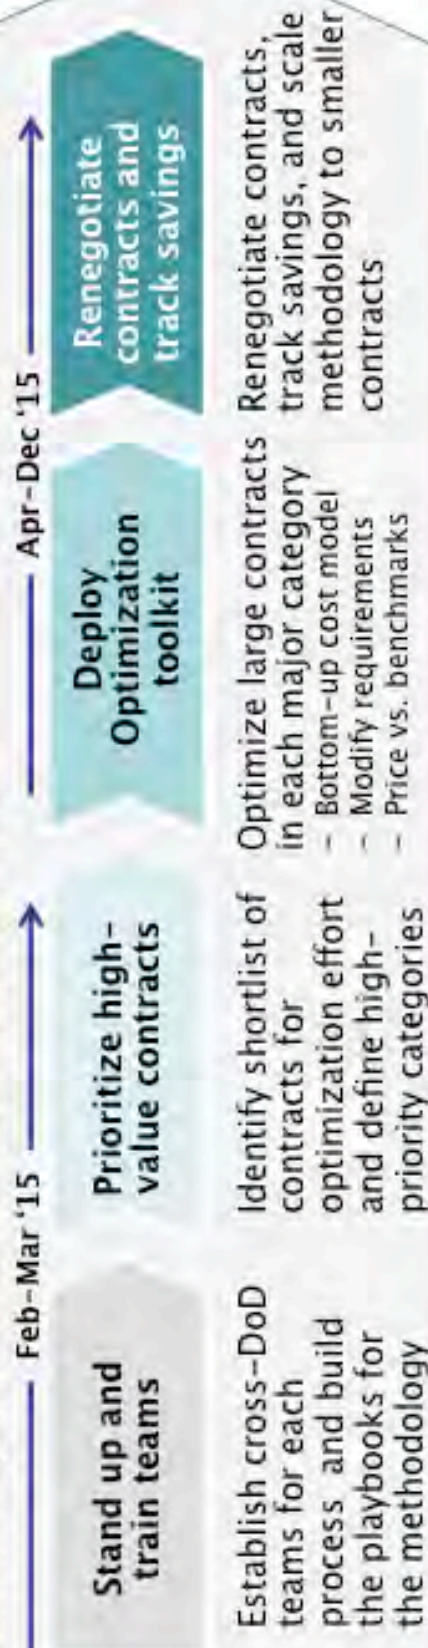 Feb-Mar '15
Apr-Dec '15
Stand up and
train teams
Prioritize high-
value contracts
Deploy
Optimization
toolkit
Renegotiate
contracts and
track savings
Establish cross-DoD
teams for each
process and build
the playbooks for
the methodology
Identify shortlist of
contracts for
optimization effort
and define high-
priority categories
Optimize large contracts
in each major category
- Bottom-up cost model
- Modify requirements
- Price vs. benchmarks
Renegotiate contracts,
track savings, and scale
methodology to smaller
contracts